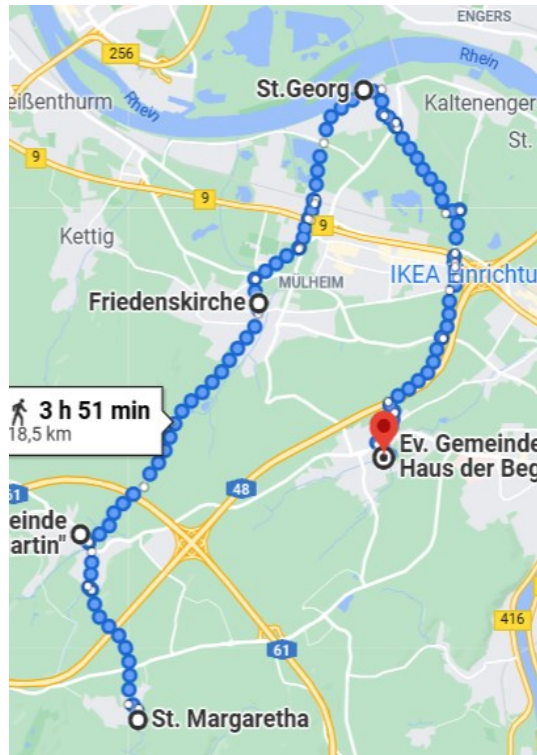 ENGERS
256
Rhein
St.Georg
eißenthurm
Rhein
Kaltenenger
St.
9
9
9
Kettig
IKEA Einrichtu
MÜLHEIM
Friedenskirche
3 h 51 min
18,5 km
Ev. Gemeinde
Haus der Beg
61
48
einde
artin"
416
61
St. Margaretha